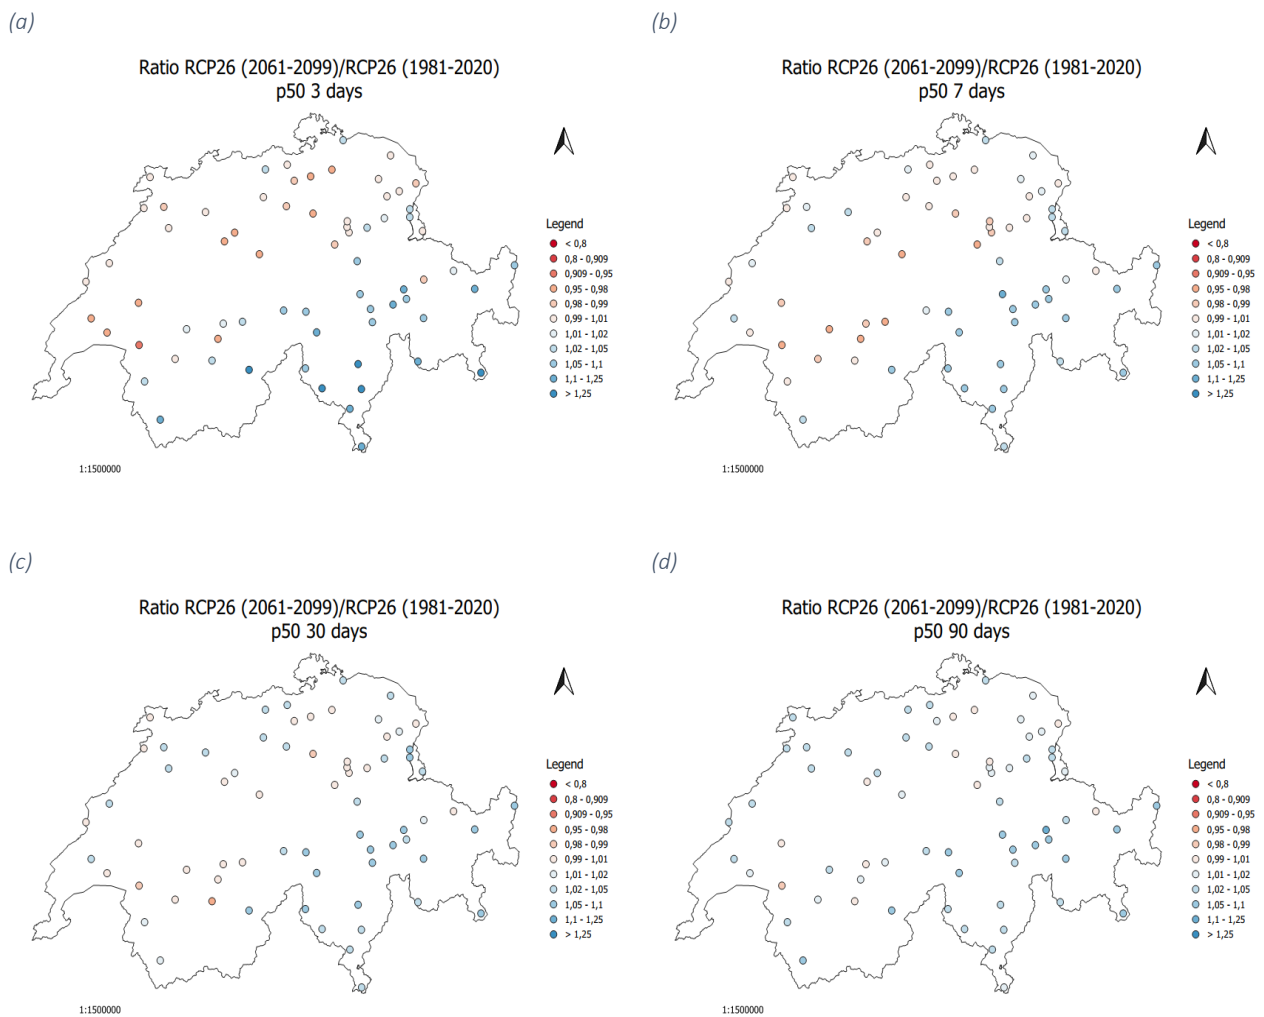 (a)
Ratio RCP26 (2061-2099)/RCP26 (1981-2020)
p50 3 days
Legend
< 0,8
0,8 - 0,909
0,909 - 0,95
0,95 - 0,98
0,98 - 0,99
0,99 - 1,01
1,01 - 1,02
1,02 - 1,05
1,05 - 1,1
1,1 - 1,25
> 1,25
1:1500000
(b)
Ratio RCP26 (2061-2099)/RCP26 (1981-2020)
p50 7 days
Legend
< 0,8
0,8 - 0,909
0,909 - 0,95
0,95 - 0,98
0,98 - 0,99
0,99 - 1,01
1,01 - 1,02
1,02 - 1,05
1,05 - 1,1
1,1 - 1,25
> 1,25
1:1500000
(c)
Ratio RCP26 (2061-2099)/RCP26 (1981-2020)
p50 30 days
Legend
< 0,8
0,8 - 0,909
0,909 - 0,95
0,95 - 0,98
0,98 - 0,99
0,99 - 1,01
1,01 - 1,02
1,02 - 1,05
1,05 - 1,1
1,1 - 1,25
> 1,25
1:1500000
(d)
Ratio RCP26 (2061-2099)/RCP26 (1981-2020)
p50 90 days
Legend
< 0,8
0,8 - 0,909
0,909 - 0,95
0,95 - 0,98
0,98 - 0,99
0,99 - 1,01
1,01 - 1,02
1,02 - 1,05
1,05 - 1,1
1,1 - 1,25
> 1,25
1:1500000